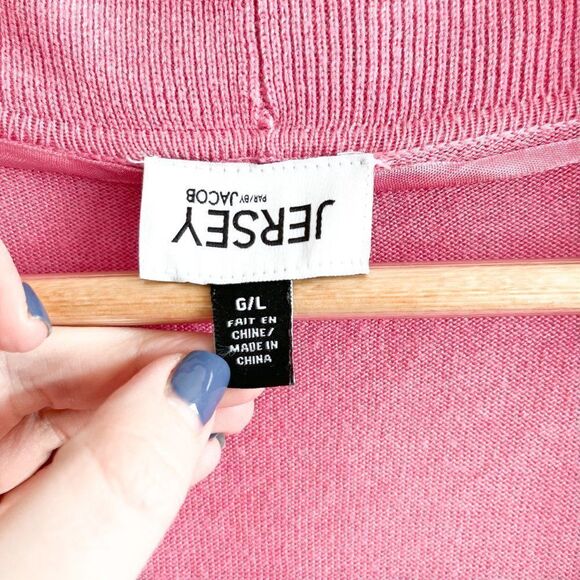 JERSEY
PAR/BY JACOB
G/L
FAIT EN
CHINE/
MADE IN
CHINA